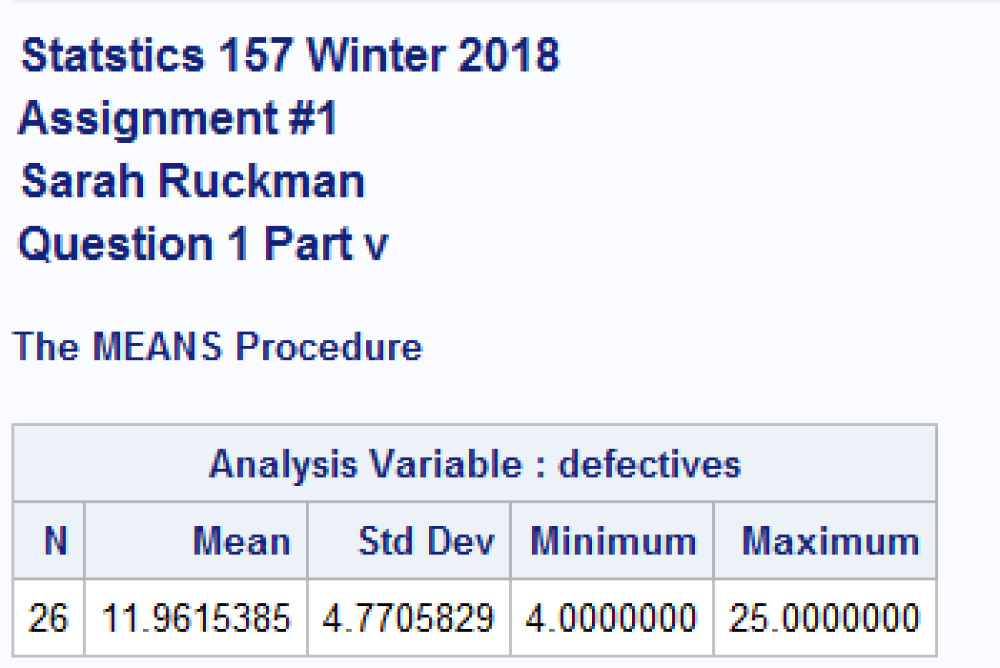 Statstics 157 Winter 2018
Assignment #1
Sarah Ruckman
Question 1 Part v
The MEANS Procedure
Analysis Variable : defectives
N Mean Std Dev Minimum Maximum
26 11.9615385 4.7705829 4.0000000 25.0000000